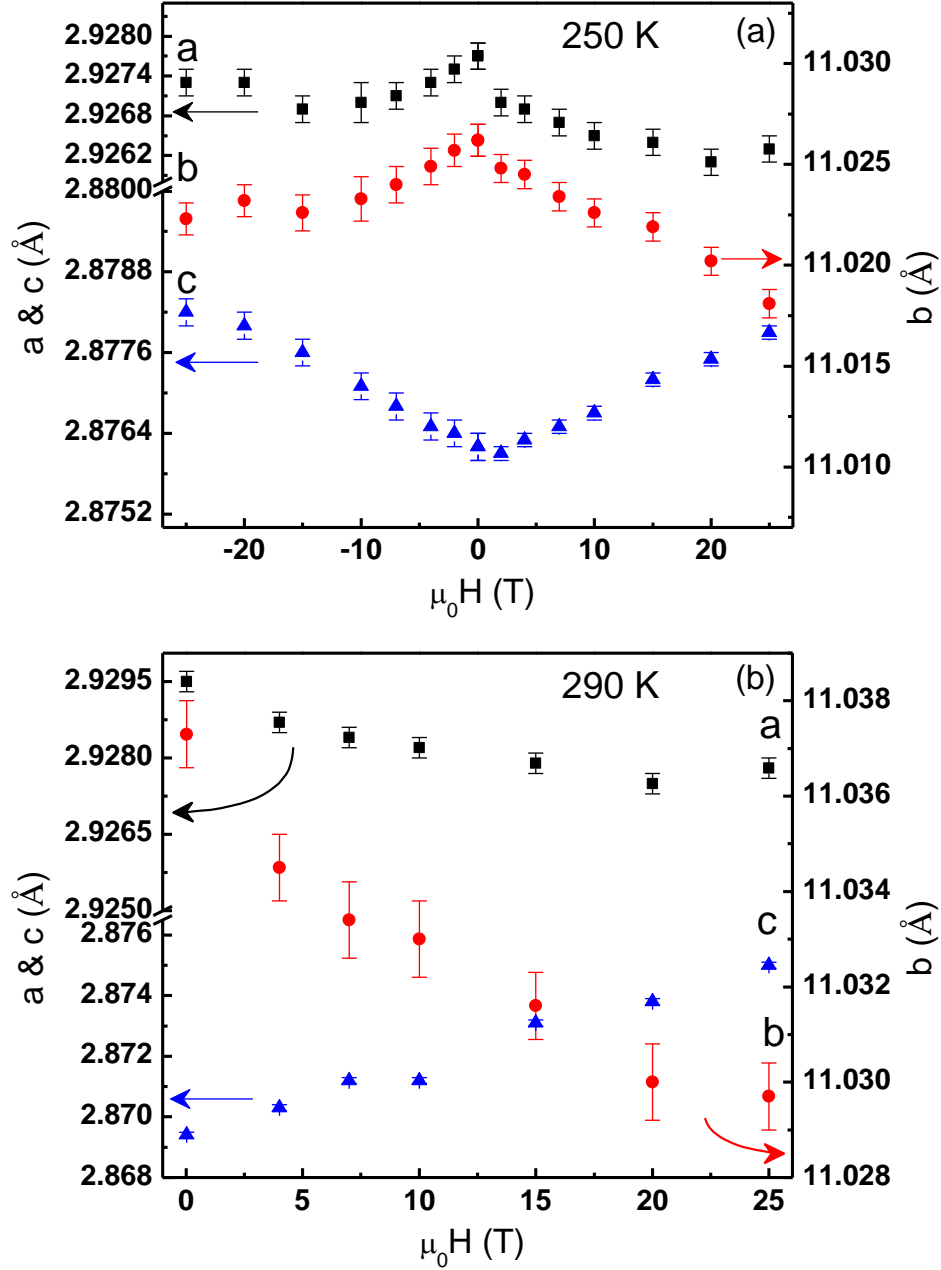 250 K
(a)
a
b
c
2.9280
2.9274
2.9268
2.9262
2.8800
2.8788
2.8776
2.8764
2.8752
a & c (Å)
11.030
11.025
11.020
11.015
11.010
b (Å)
-20
-10
0
10
20
μ₀H (T)
290 K
(b)
a
c
b
2.9295
2.9280
2.9265
2.9250
2.876
2.874
2.872
2.870
2.868
a & c (Å)
11.038
11.036
11.034
11.032
11.030
11.028
b (Å)
0
5
10
15
20
25
μ₀H (T)